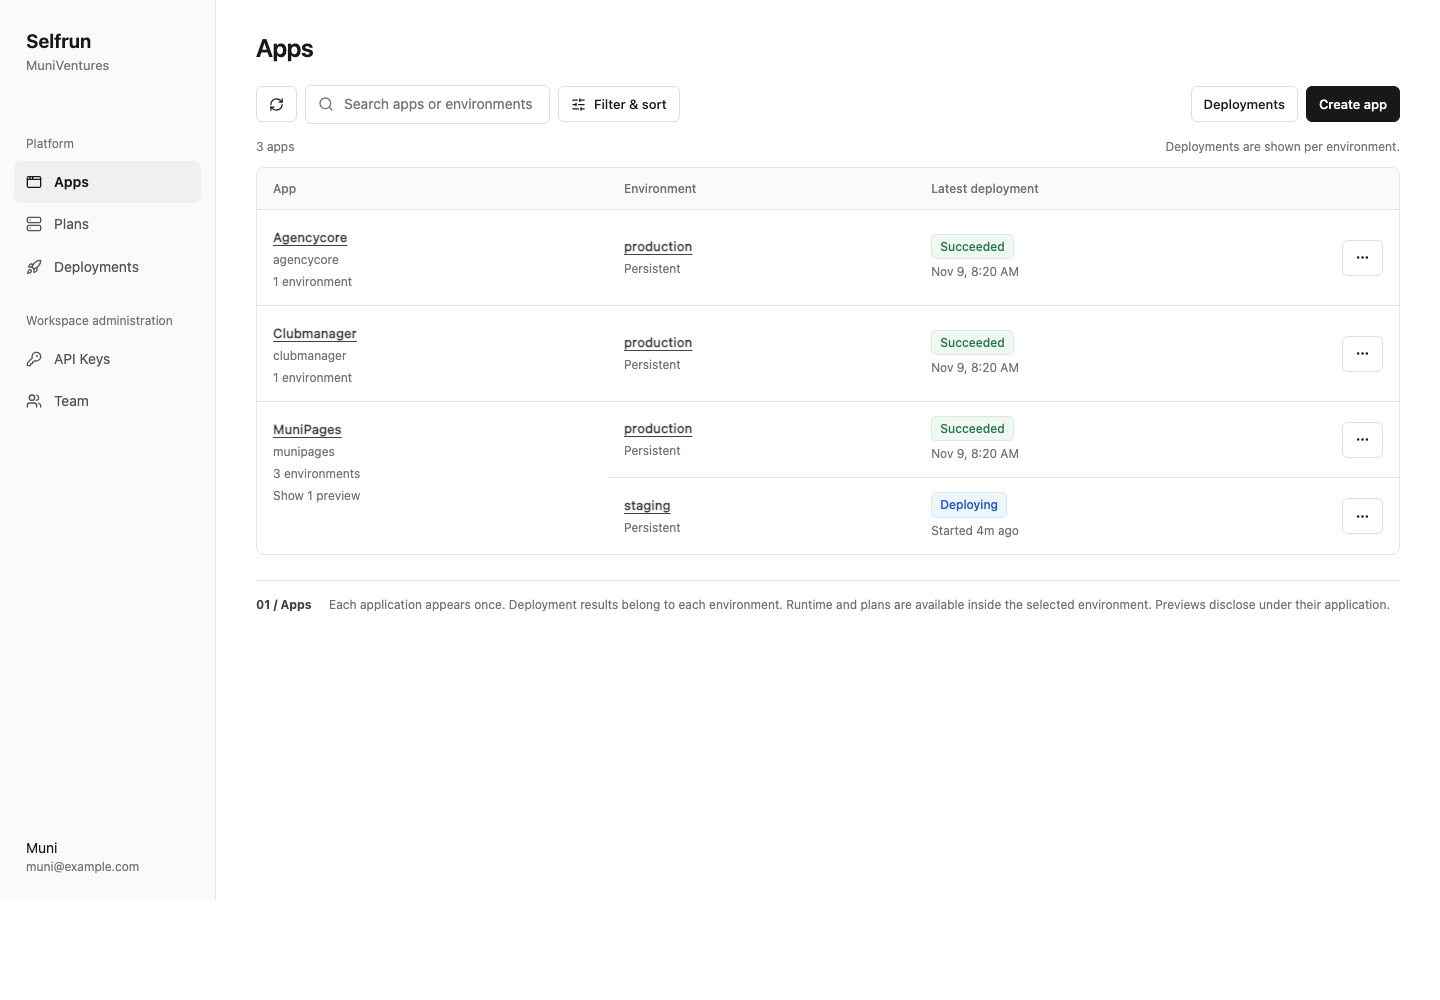 Selfrun
MuniVentures
Platform
Apps
Plans
Deployments
Workspace administration
API Keys
Team
Muni
muni@example.com
Apps
Search apps or environments
Filter & sort
Deployments
Create app
3 apps
Deployments are shown per environment.
App Environment Latest deployment
Agencycore
agencycore
1 environment
production
Persistent
Succeeded
Nov 9, 8:20 AM
Clubmanager
clubmanager
1 environment
production
Persistent
Succeeded
Nov 9, 8:20 AM
MuniPages
munipages
3 environments
Show 1 preview
production
Persistent
Succeeded
Nov 9, 8:20 AM
staging
Persistent
Deploying
Started 4m ago
01 / Apps Each application appears once. Deployment results belong to each environment. Runtime and plans are available inside the selected environment. Previews disclose under their application.